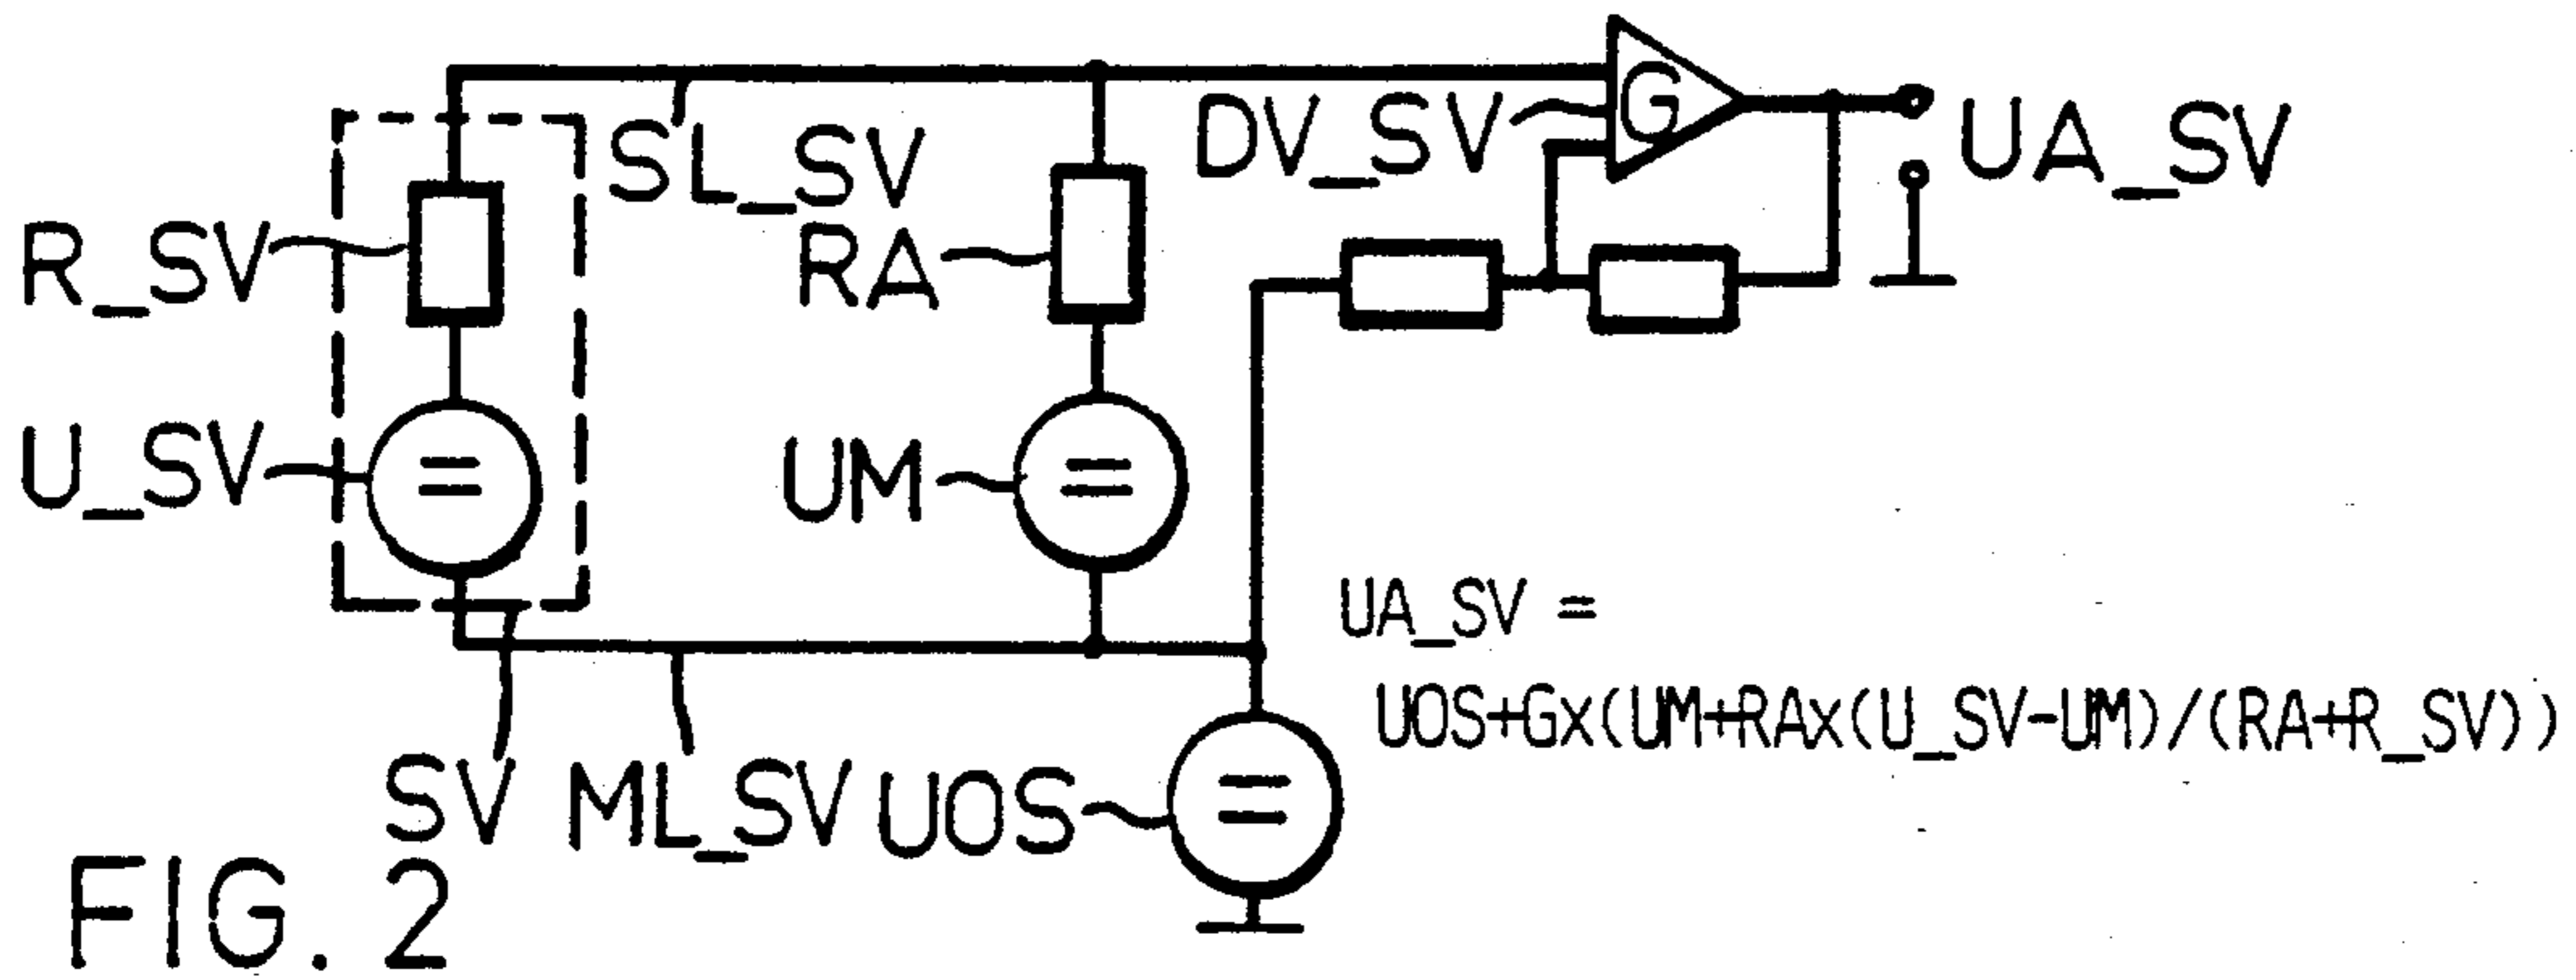 G
DV_SV
UA_SV
SL_SV
R_SV
RA
U_SV
UM
UA_SV =
UOS+Gx(UM+RAx(U_SV-UM)/(RA+R_SV))
SV
ML_SV
UOS
FIG. 2